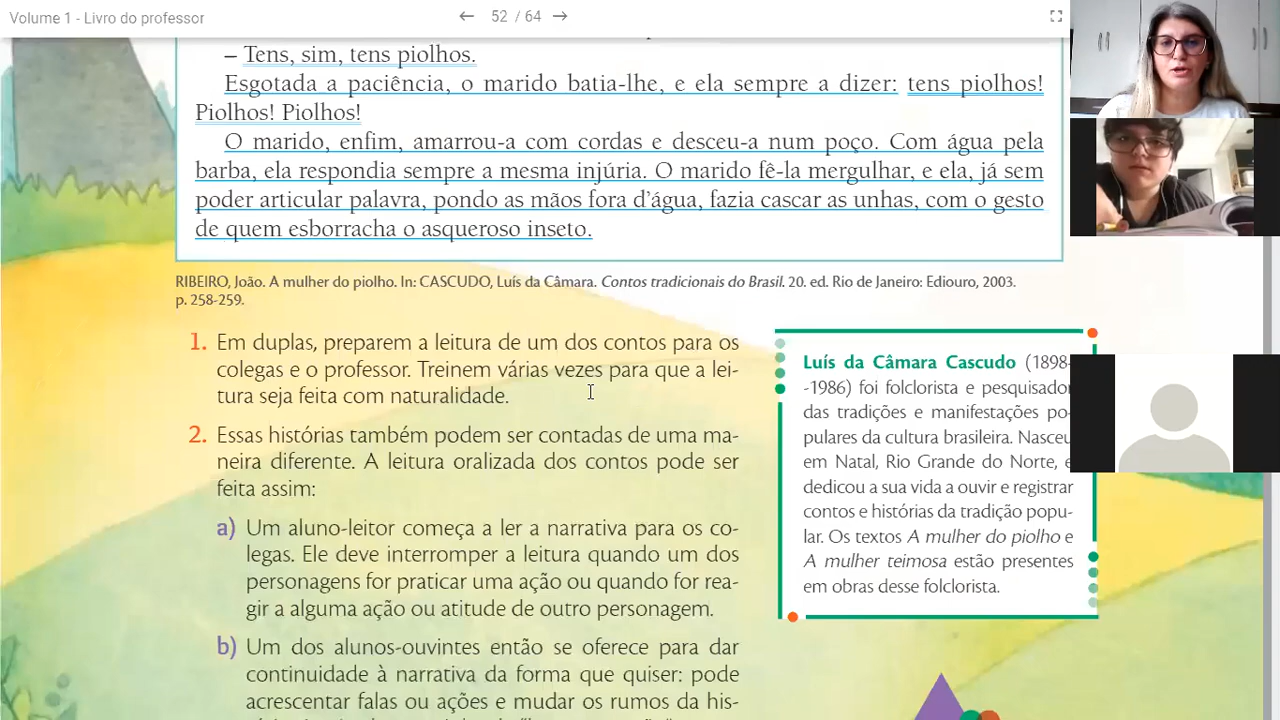 Volume 1 - Livro do professor
52 / 64
– Tens, sim, tens piolhos.
Esgotada a paciência, o marido batia-lhe, e ela sempre a dizer: tens piolhos!
Piolhos! Piolhos!
O marido, enfim, amarrou-a com cordas e desceu-a num poço. Com água pela
barba, ela respondia sempre a mesma injúria. O marido fê-la mergulhar, e ela, já sem
poder articular palavra, pondo as mãos fora d'água, fazia cascar as unhas, com o gesto
de quem esborracha o asqueroso inseto.
RIBEIRO, João. A mulher do piolho. In: CASCUDO, Luís da Câmara. Contos tradicionais do Brasil. 20. ed. Rio de Janeiro: Ediouro, 2003.
p. 258-259.
1. Em duplas, preparem a leitura de um dos contos para os
colegas e o professor. Treinem várias vezes para que a lei-
tura seja feita com naturalidade.
2. Essas histórias também podem ser contadas de uma ma-
neira diferente. A leitura oralizada dos contos pode ser
feita assim:
a) Um aluno-leitor começa a ler a narrativa para os co-
legas. Ele deve interromper a leitura quando um dos
personagens for praticar uma ação ou quando for rea-
gir a alguma ação ou atitude de outro personagem.
b) Um dos alunos-ouvintes então se oferece para dar
continuidade à narrativa da forma que quiser: pode
acrescentar falas ou ações e mudar os rumos da his-
Luís da Câmara Cascudo (1898-
-1986) foi folclorista e pesquisador
das tradições e manifestações po-
pulares da cultura brasileira. Nasceu
em Natal, Rio Grande do Norte, e
dedicou a sua vida a ouvir e registrar
contos e histórias da tradição popu-
lar. Os textos A mulher do piolho e
A mulher teimosa estão presentes
em obras desse folclorista.